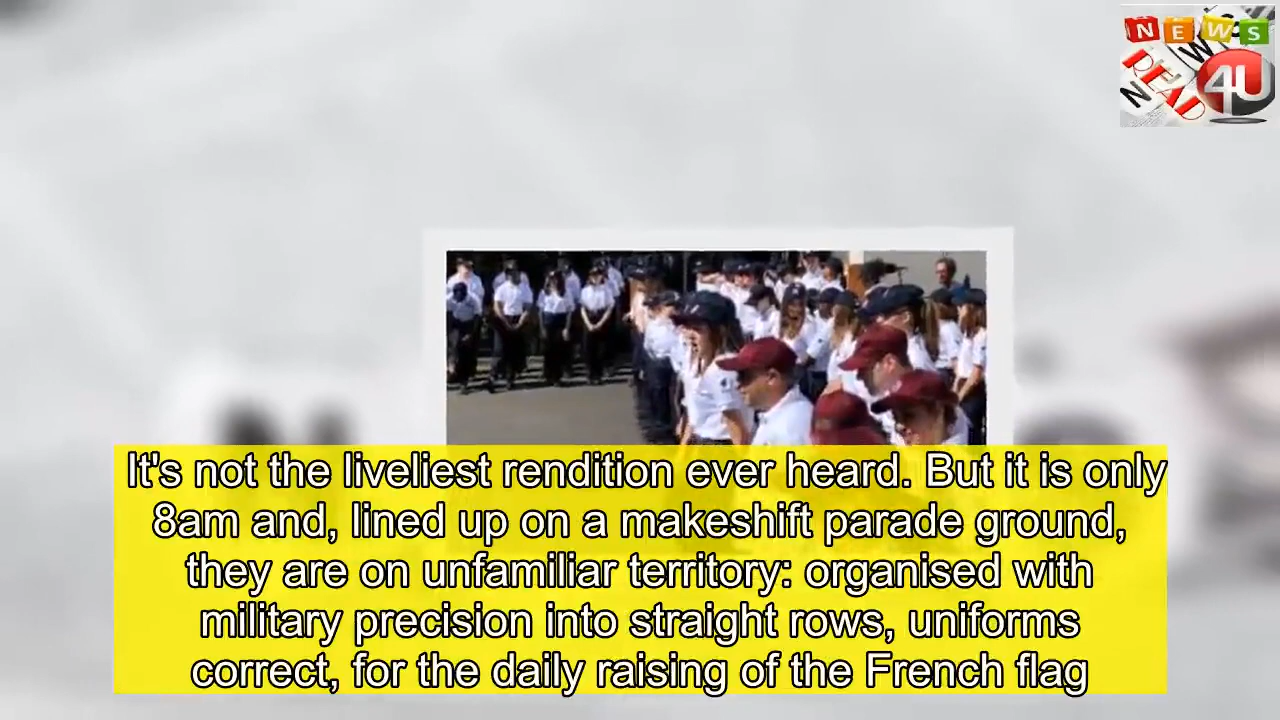 NEWS
READ
N
4U
It's not the liveliest rendition ever heard. But it is only
8am and, lined up on a makeshift parade ground,
they are on unfamiliar territory: organised with
military precision into straight rows, uniforms
correct, for the daily raising of the French flag